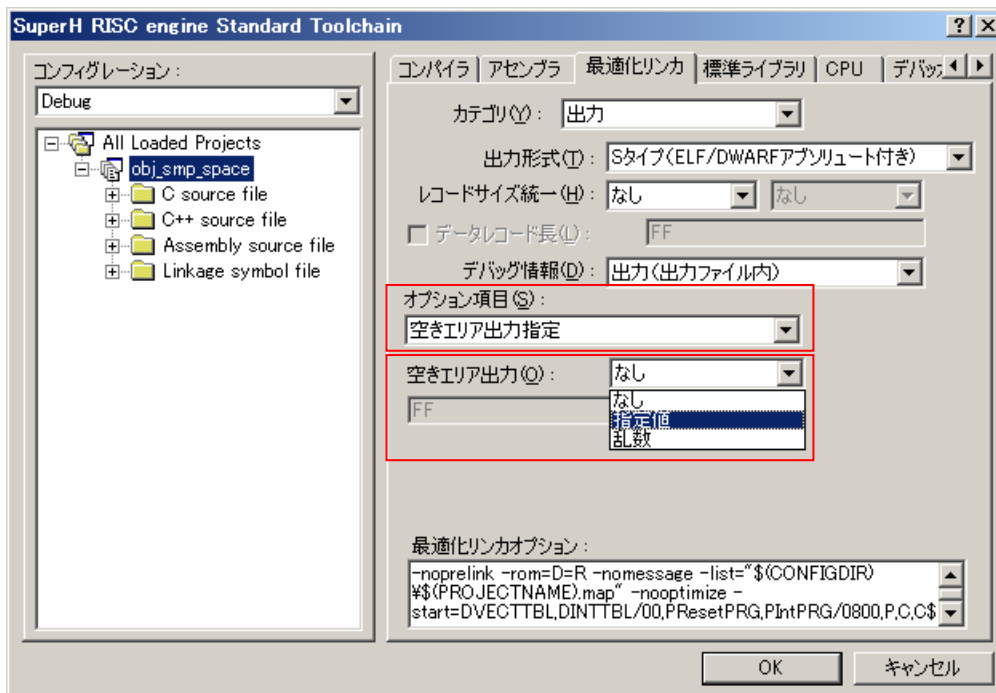 SuperH RISC engine Standard Toolchain
コンフィグレーション :
Debug
All Loaded Projects
obj_smp_space
C source file
C++ source file
Assembly source file
Linkage symbol file
コンパイラ
アセンブラ
最適化リンカ
標準ライブラリ
CPU
デバッ
カテゴリ(Y) :
出力
出力形式(T) :
Sタイプ(ELF/DWARFアブソリュート付き)
レコードサイズ統一(H) :
なし
なし
データレコード長(L) :
FF
デバッグ情報(D) :
出力(出力ファイル内)
オプション項目(S) :
空きエリア出力指定
空きエリア出力(O) :
なし
FF
なし
指定値
乱数
最適化リンカオプション :
-noprelink -rom=D=R -nomessage -list="$(CONFIGDIR)
¥$(PROJECTNAME).map" -nooptimize -
start=DVECTTBL,DINTTBL/00,PResetPRG,PIntPRG/0800,P,C,C$
OK
キャンセル